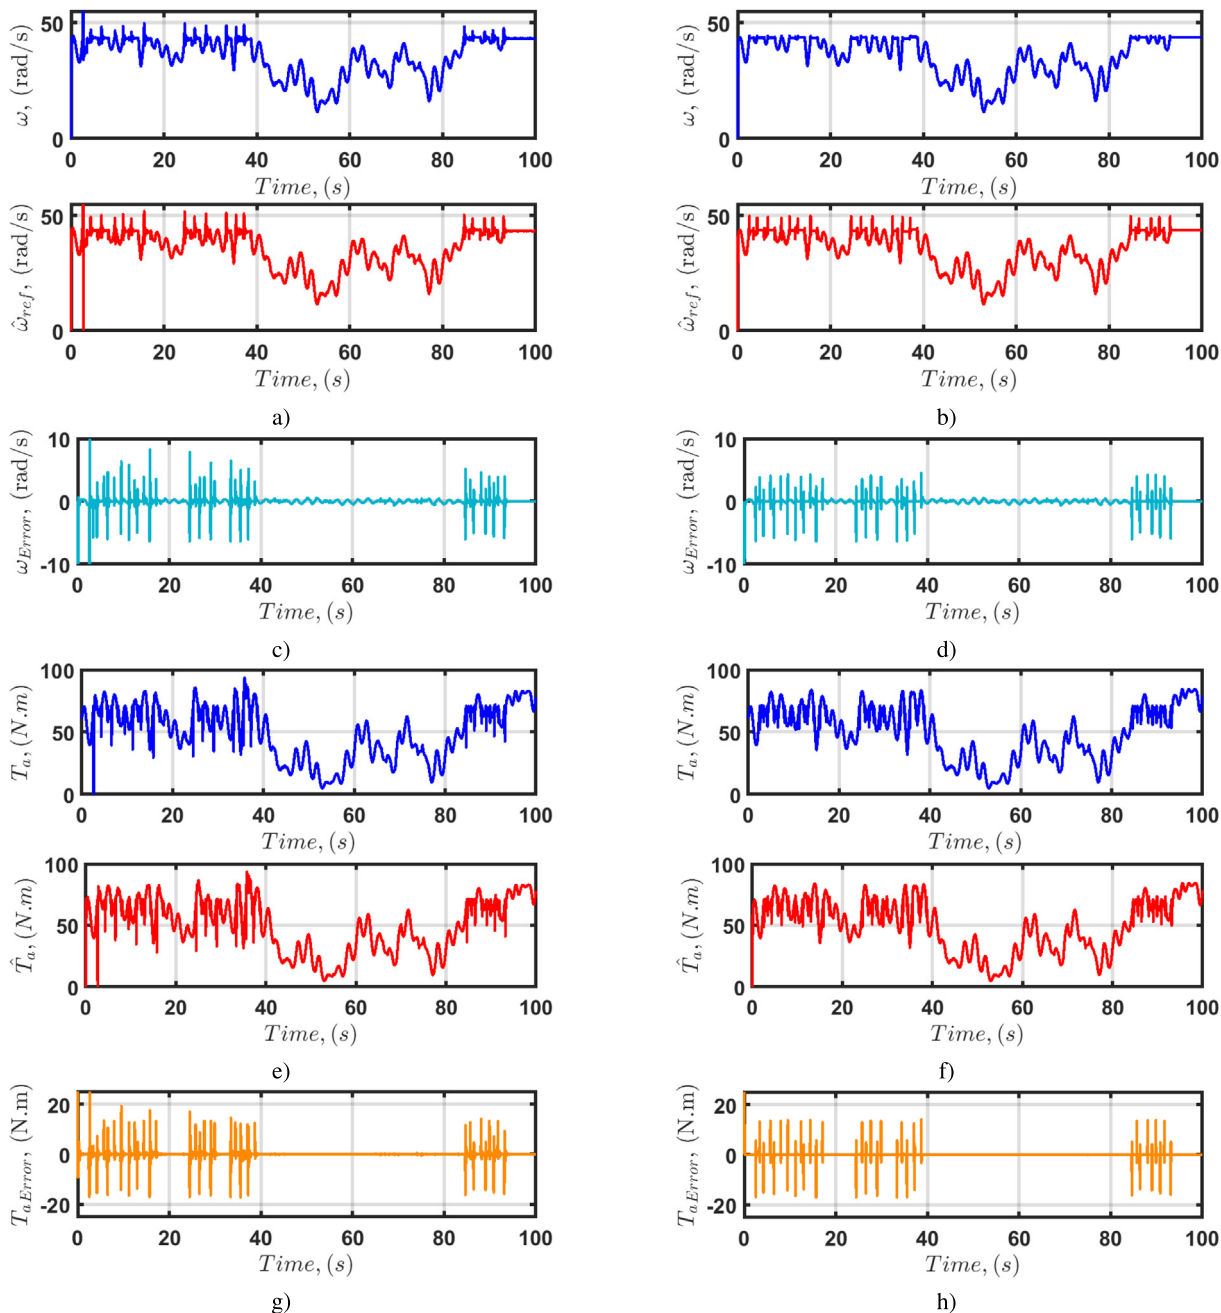 50
0
ω, (rad/s)
0 20 40 60 80 100
Time, (s)
50
0
ω, (rad/s)
0 20 40 60 80 100
Time, (s)
50
0
ω̂ref, (rad/s)
0 20 40 60 80 100
Time, (s)
50
0
ω̂ref, (rad/s)
0 20 40 60 80 100
Time, (s)
a)
b)
10
0
-10
ωError, (rad/s)
0 20 40 60 80 100
Time, (s)
10
0
-10
ωError, (rad/s)
0 20 40 60 80 100
Time, (s)
c)
d)
100
50
0
Ta, (N.m)
0 20 40 60 80 100
Time, (s)
100
50
0
Ta, (N.m)
0 20 40 60 80 100
Time, (s)
100
50
0
T̂a, (N.m)
0 20 40 60 80 100
Time, (s)
100
50
0
T̂a, (N.m)
0 20 40 60 80 100
Time, (s)
e)
f)
20
0
-20
TaError, (N.m)
0 20 40 60 80 100
Time, (s)
20
0
-20
TaError, (N.m)
0 20 40 60 80 100
Time, (s)
g)
h)